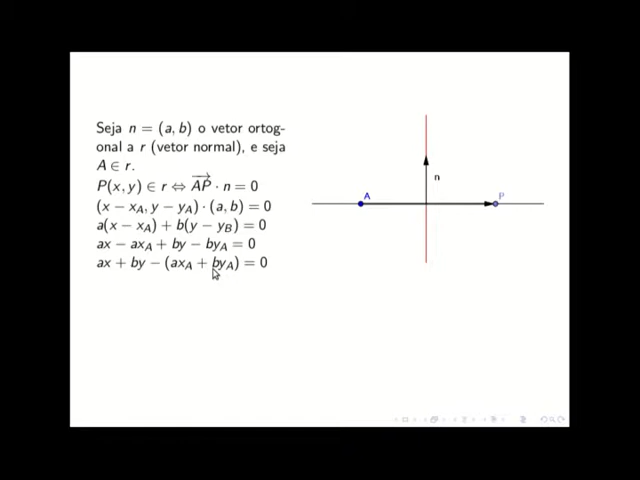 Seja n = (a, b) o vetor ortog-
onal a r (vetor normal), e seja
A ∈ r.
P(x, y) ∈ r ⇔ \overrightarrow{AP} · n = 0
(x − x_A, y − y_A) · (a, b) = 0
a(x − x_A) + b(y − y_B) = 0
ax − ax_A + by − by_A = 0
ax + by − (ax_A + by_A) = 0
n
A
P